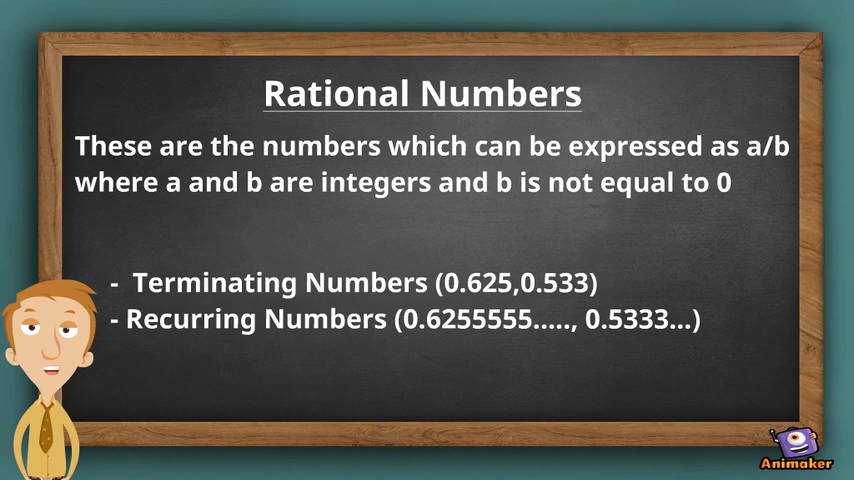 Rational Numbers
These are the numbers which can be expressed as a/b
where a and b are integers and b is not equal to 0
- Terminating Numbers (0.625,0.533)
- Recurring Numbers (0.6255555....., 0.5333...)
Animaker